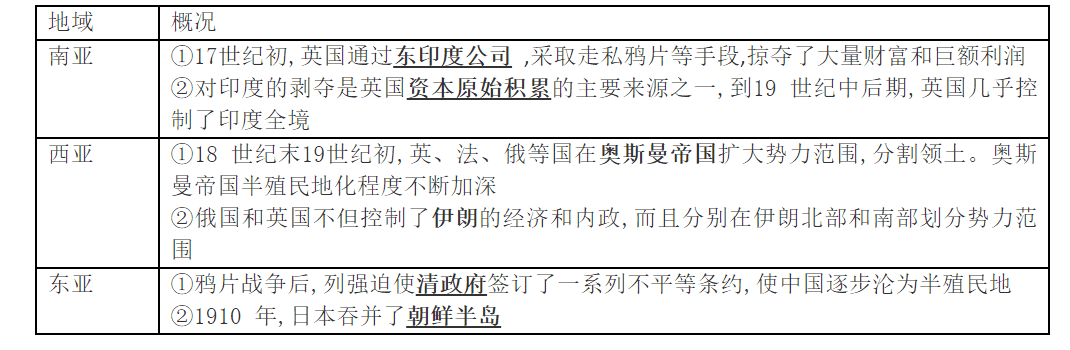 地域 概况
南亚 ①17世纪初,英国通过东印度公司 ,采取走私鸦片等手段,掠夺了大量财富和巨额利润
②对印度的剥夺是英国资本原始积累的主要来源之一,到19 世纪中后期,英国几乎控
制了印度全境
西亚 ①18 世纪末19世纪初,英、法、俄等国在奥斯曼帝国扩大势力范围,分割领土。奥斯
曼帝国半殖民地化程度不断加深
②俄国和英国不但控制了伊朗的经济和内政,而且分别在伊朗北部和南部划分势力范
围
东亚 ①鸦片战争后,列强迫使清政府签订了一系列不平等条约,使中国逐步沦为半殖民地
②1910 年,日本吞并了朝鲜半岛